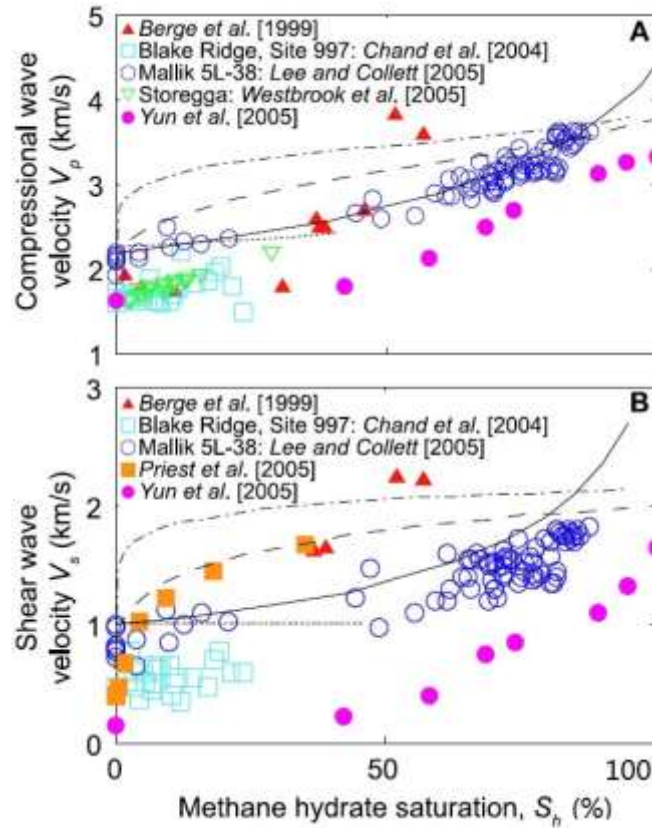 5
A
Berge et al. [1999]
Blake Ridge, Site 997: Chand et al. [2004]
Mallik 5L-38: Lee and Collett [2005]
Storegga: Westbrook et al. [2005]
Yun et al. [2005]
4
3
2
1
Compressional wave
velocity Vp (km/s)
0
50
100
3
B
Berge et al. [1999]
Blake Ridge, Site 997: Chand et al. [2004]
Mallik 5L-38: Lee and Collett [2005]
Priest et al. [2005]
Yun et al. [2005]
2
1
0
Shear wave
velocity Vs (km/s)
0
50
100
Methane hydrate saturation, Sh (%)